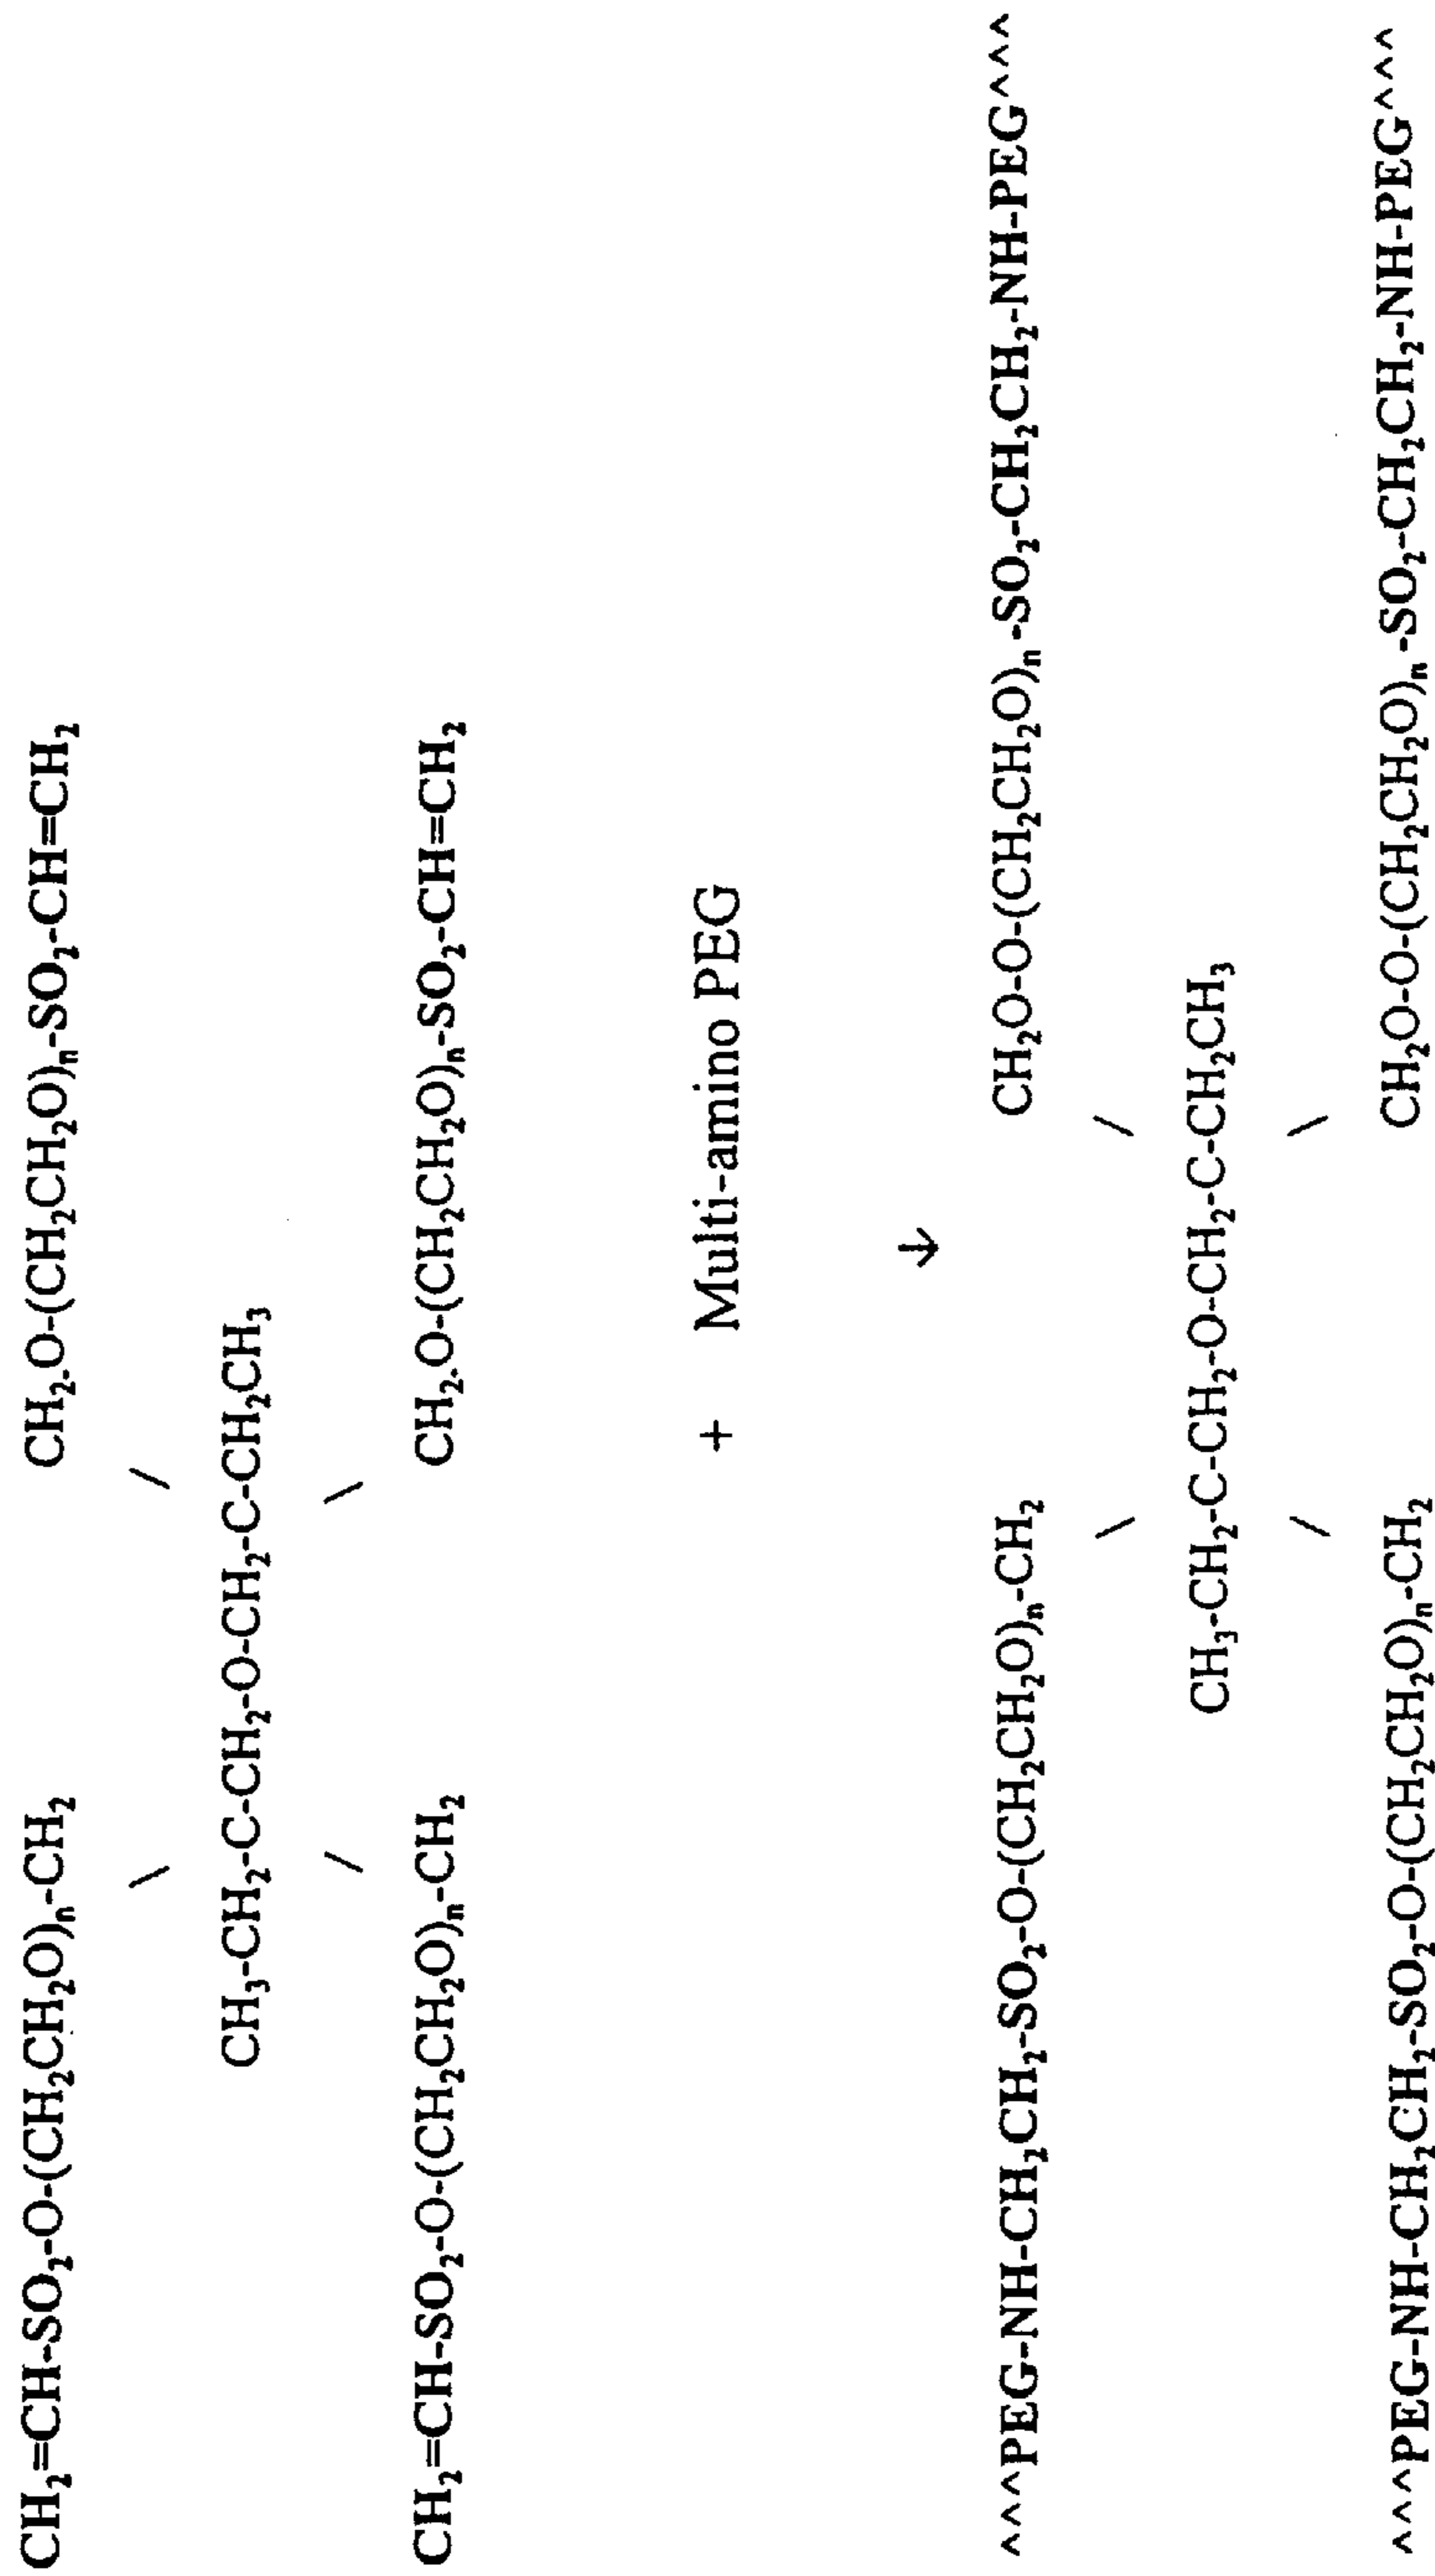 CH₂=CH-SO₂-O-(CH₂CH₂O)ₙ-CH₂ CH₂-O-(CH₂CH₂O)ₙ-SO₂-CH=CH₂
\ /
CH₃-CH₂-C-CH₂-O-CH₂-C-CH₂CH₃
/ \
CH₂=CH-SO₂-O-(CH₂CH₂O)ₙ-CH₂ CH₂-O-(CH₂CH₂O)ₙ-SO₂-CH=CH₂
+ Multi-amino PEG
↓
^^^PEG-NH-CH₂CH₂-SO₂-O-(CH₂CH₂O)ₙ-CH₂ CH₂O-O-(CH₂CH₂O)ₙ-SO₂-CH₂CH₂-NH-PEG^^^
\ /
CH₃-CH₂-C-CH₂-O-CH₂-C-CH₂CH₃
/ \
^^^PEG-NH-CH₂CH₂-SO₂-O-(CH₂CH₂O)ₙ-CH₂ CH₂O-O-(CH₂CH₂O)ₙ-SO₂-CH₂CH₂-NH-PEG^^^